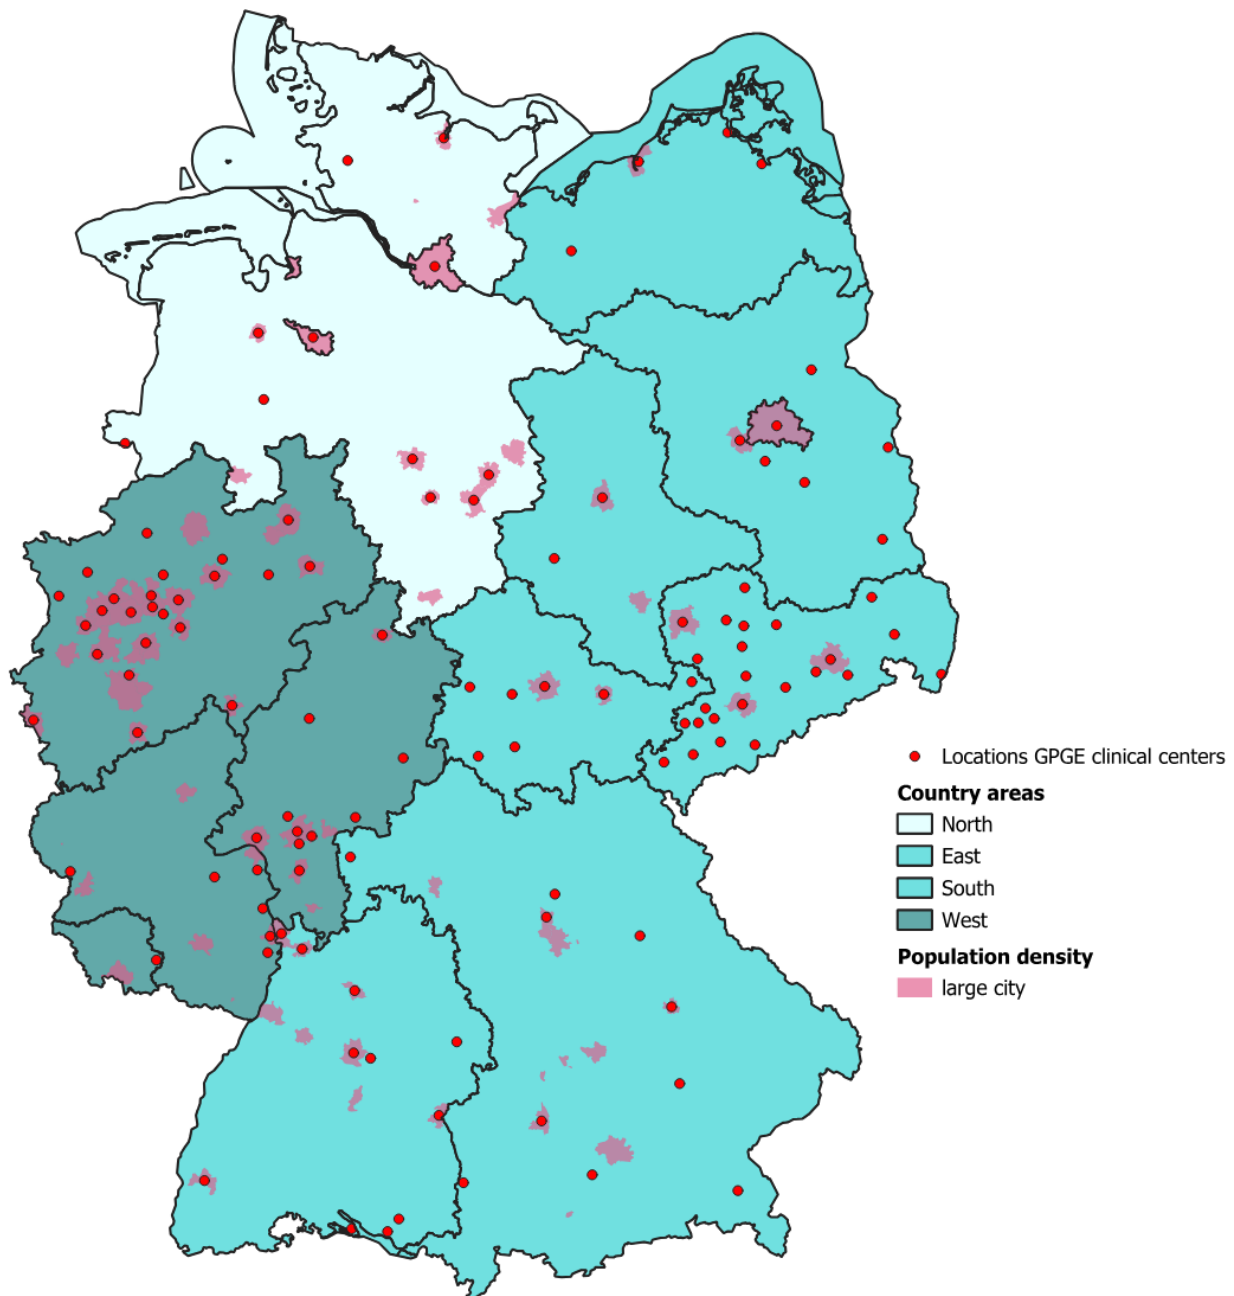 Locations GPGE clinical centers
Country areas
North
East
South
West
Population density
large city